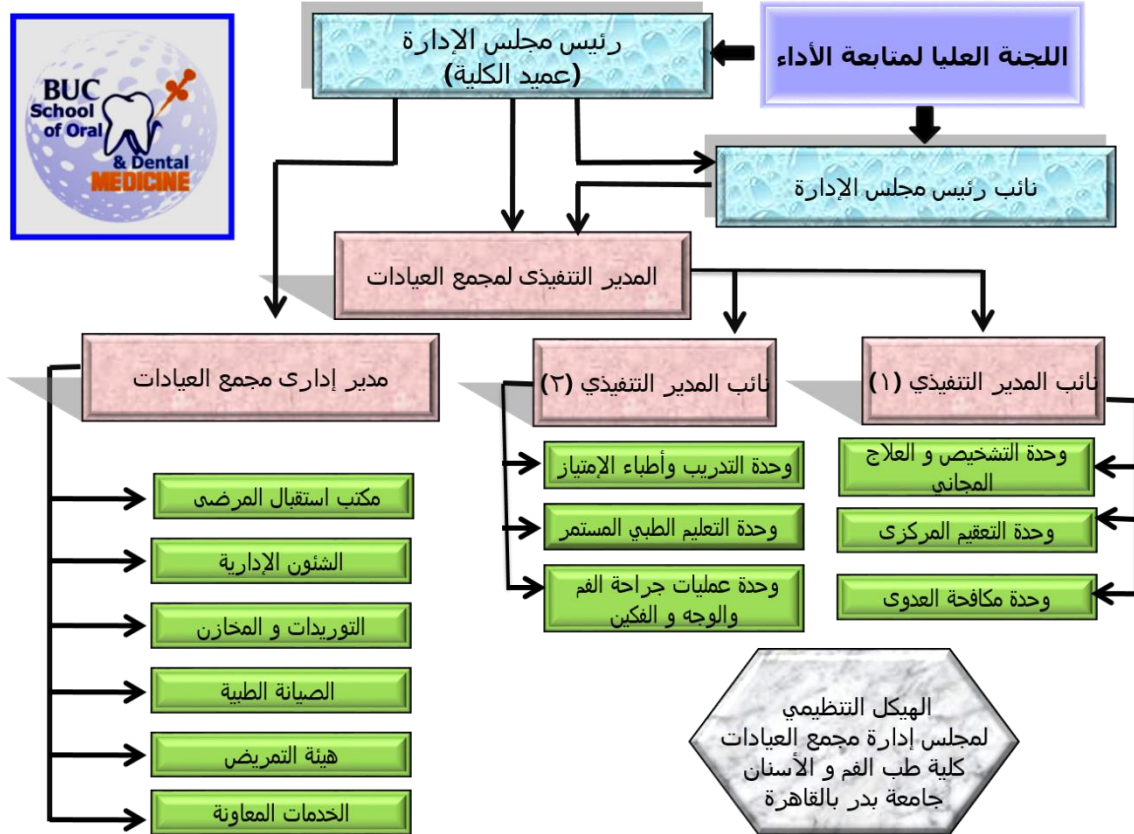 BUC
School
of Oral
& Dental
MEDICINE
اللجنة العليا لمتابعة الأداء
رئيس مجلس الإدارة
(عميد الكلية)
نائب رئيس مجلس الإدارة
المدير التنفيذى لمجمع العيادات
نائب المدير التنفيذي (١)
نائب المدير التنفيذي (٢)
مدير إدارى مجمع العيادات
وحدة التشخيص و العلاج
المجاني
وحدة التعقيم المركزى
وحدة مكافحة العدوى
وحدة التدريب وأطباء الإمتياز
وحدة التعليم الطبي المستمر
وحدة عمليات جراحة الفم
والوجه و الفكين
مكتب استقبال المرضى
الشئون الإدارية
التوريدات و المخازن
الصيانة الطبية
هيئة التمريض
الخدمات المعاونة
الهيكل التنظيمي
لمجلس إدارة مجمع العيادات
كلية طب الفم و الأسنان
جامعة بدر بالقاهرة